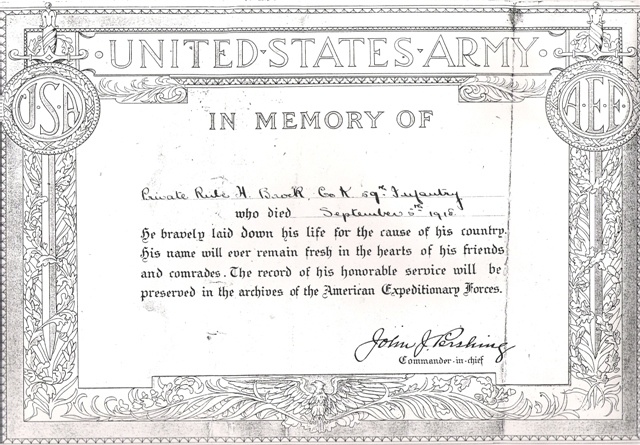 UNITED·STATES·ARMY
U·S·A
A·E·F
IN MEMORY OF
Private Rube H. Brock, Co K 59th Infantry
who died September 5th 1918
He bravely laid down his life for the cause of his country.
His name will ever remain fresh in the hearts of his friends
and comrades. The record of his honorable service will be
preserved in the archives of the American Expeditionary Forces.
John J. Pershing
Commander-in-chief